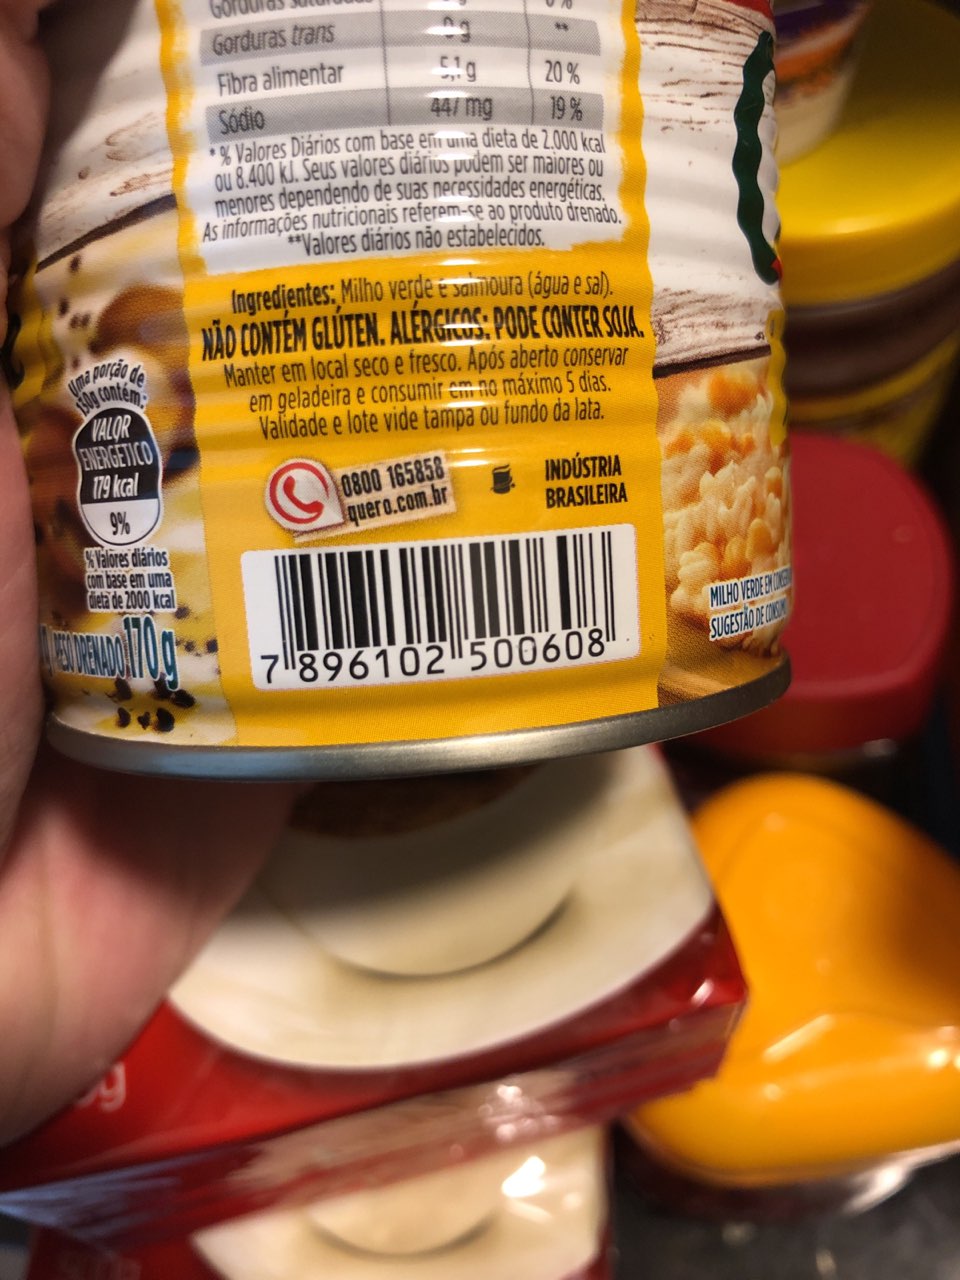 Gorduras trans 0 g **
Fibra alimentar 5,1 g 20 %
Sódio 447 mg 19 %
* % Valores Diários com base em uma dieta de 2.000 kcal
ou 8.400 kJ. Seus valores diários podem ser maiores ou
menores dependendo de suas necessidades energéticas.
As informações nutricionais referem-se ao produto drenado.
**Valores diários não estabelecidos.
Ingredientes: Milho verde e salmoura (água e sal).
NÃO CONTÉM GLÚTEN. ALÉRGICOS: PODE CONTER SOJA.
Manter em local seco e fresco. Após aberto conservar
em geladeira e consumir em no máximo 5 dias.
Validade e lote vide tampa ou fundo da lata.
0800 165858
quero.com.br
INDÚSTRIA
BRASILEIRA
7 896102 500608
Uma porção de
130g contém:
VALOR
ENERGÉTICO
179 kcal
9%
% Valores diários
com base em uma
dieta de 2000 kcal
PESO DRENADO 170 g
MILHO VERDE EM
SUGESTÃO DE